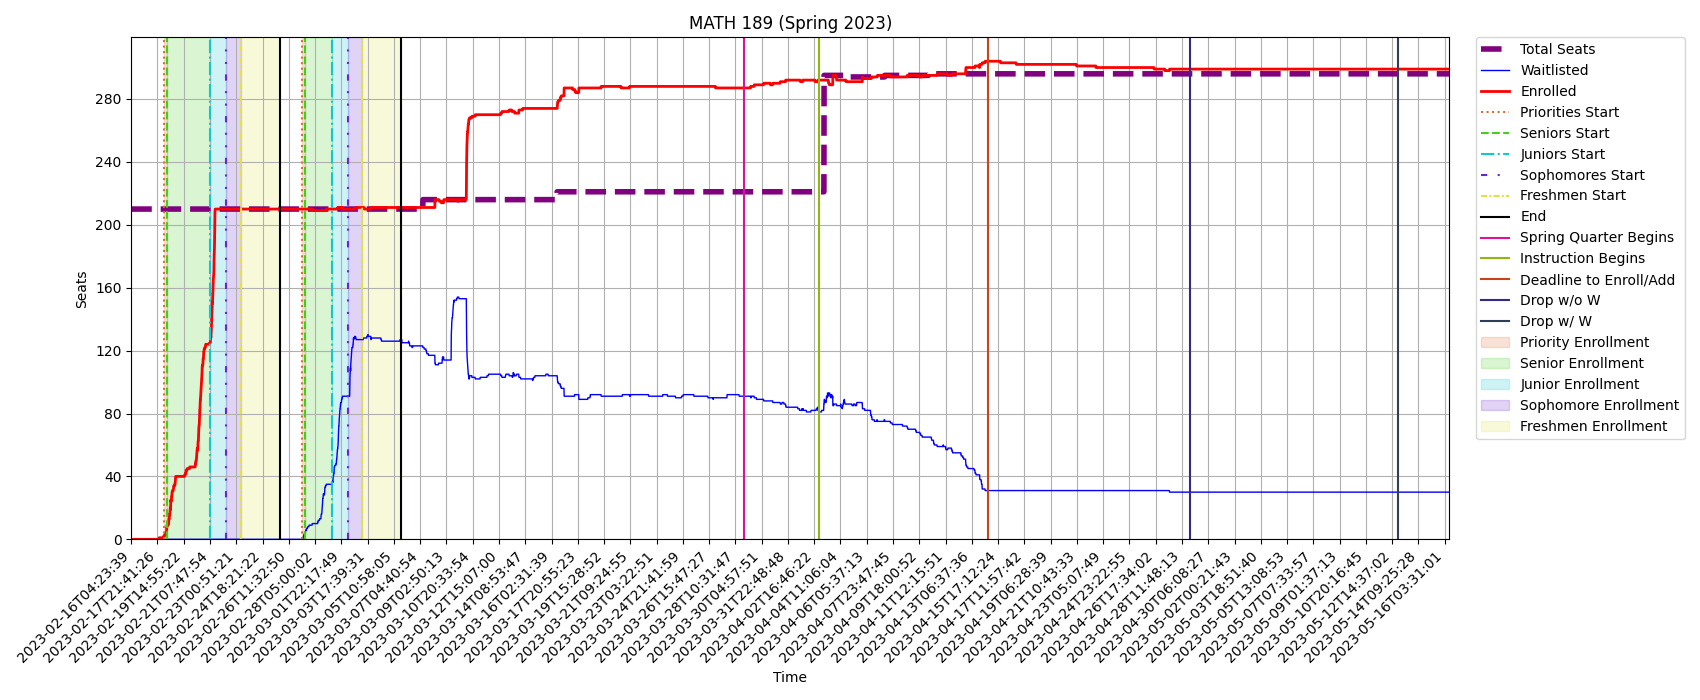 MATH 189 (Spring 2023)
Seats
280
240
200
160
120
80
40
0
2023-02-16T04:23:39
2023-02-17T21:41:26
2023-02-19T14:55:22
2023-02-21T07:47:54
2023-02-23T00:51:21
2023-02-24T18:21:22
2023-02-26T11:32:50
2023-02-28T05:00:02
2023-03-01T22:17:49
2023-03-03T17:39:31
2023-03-05T10:58:05
2023-03-07T04:40:54
2023-03-09T09:50:13
2023-03-10T20:33:54
2023-03-12T15:07:00
2023-03-14T08:53:47
2023-03-16T02:31:39
2023-03-17T20:55:23
2023-03-19T15:28:52
2023-03-21T09:24:55
2023-03-23T03:22:51
2023-03-24T21:41:59
2023-03-26T15:47:27
2023-03-28T10:31:47
2023-03-30T04:57:51
2023-03-31T22:48:48
2023-04-02T16:46:22
2023-04-04T11:06:04
2023-04-06T05:37:13
2023-04-07T23:47:45
2023-04-09T18:00:52
2023-04-11T12:15:51
2023-04-13T06:37:36
2023-04-15T17:12:24
2023-04-17T11:57:42
2023-04-19T06:28:39
2023-04-21T10:43:33
2023-04-23T05:07:49
2023-04-24T23:22:55
2023-04-26T17:34:02
2023-04-28T11:48:13
2023-04-30T06:08:27
2023-05-02T00:21:43
2023-05-03T18:51:40
2023-05-05T13:08:53
2023-05-07T07:33:57
2023-05-09T01:37:13
2023-05-10T20:16:45
2023-05-12T14:37:02
2023-05-14T09:25:28
2023-05-16T03:31:01
Time
Total Seats
Waitlisted
Enrolled
Priorities Start
Seniors Start
Juniors Start
Sophomores Start
Freshmen Start
End
Spring Quarter Begins
Instruction Begins
Deadline to Enroll/Add
Drop w/o W
Drop w/ W
Priority Enrollment
Senior Enrollment
Junior Enrollment
Sophomore Enrollment
Freshmen Enrollment